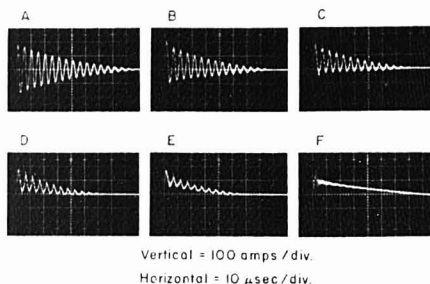 A B C
D E F
Vertical = 100 amps/div.
Horizontal = 10 μsec/div.